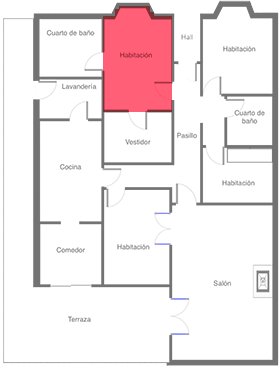 Cuarto de baño
Hall
Habitación
Habitación
Lavandería
Cuarto de
baño
Vestidor
Pasillo
Cocina
Habitación
Comedor
Habitación
Salón
Terraza